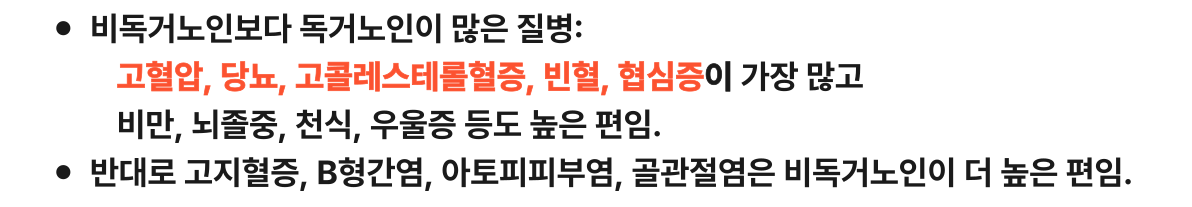 • 비독거노인보다 독거노인이 많은 질병:
고혈압, 당뇨, 고콜레스테롤혈증, 빈혈, 협심증이 가장 많고
비만, 뇌졸중, 천식, 우울증 등도 높은 편임.
• 반대로 고지혈증, B형간염, 아토피피부염, 골관절염은 비독거노인이 더 높은 편임.